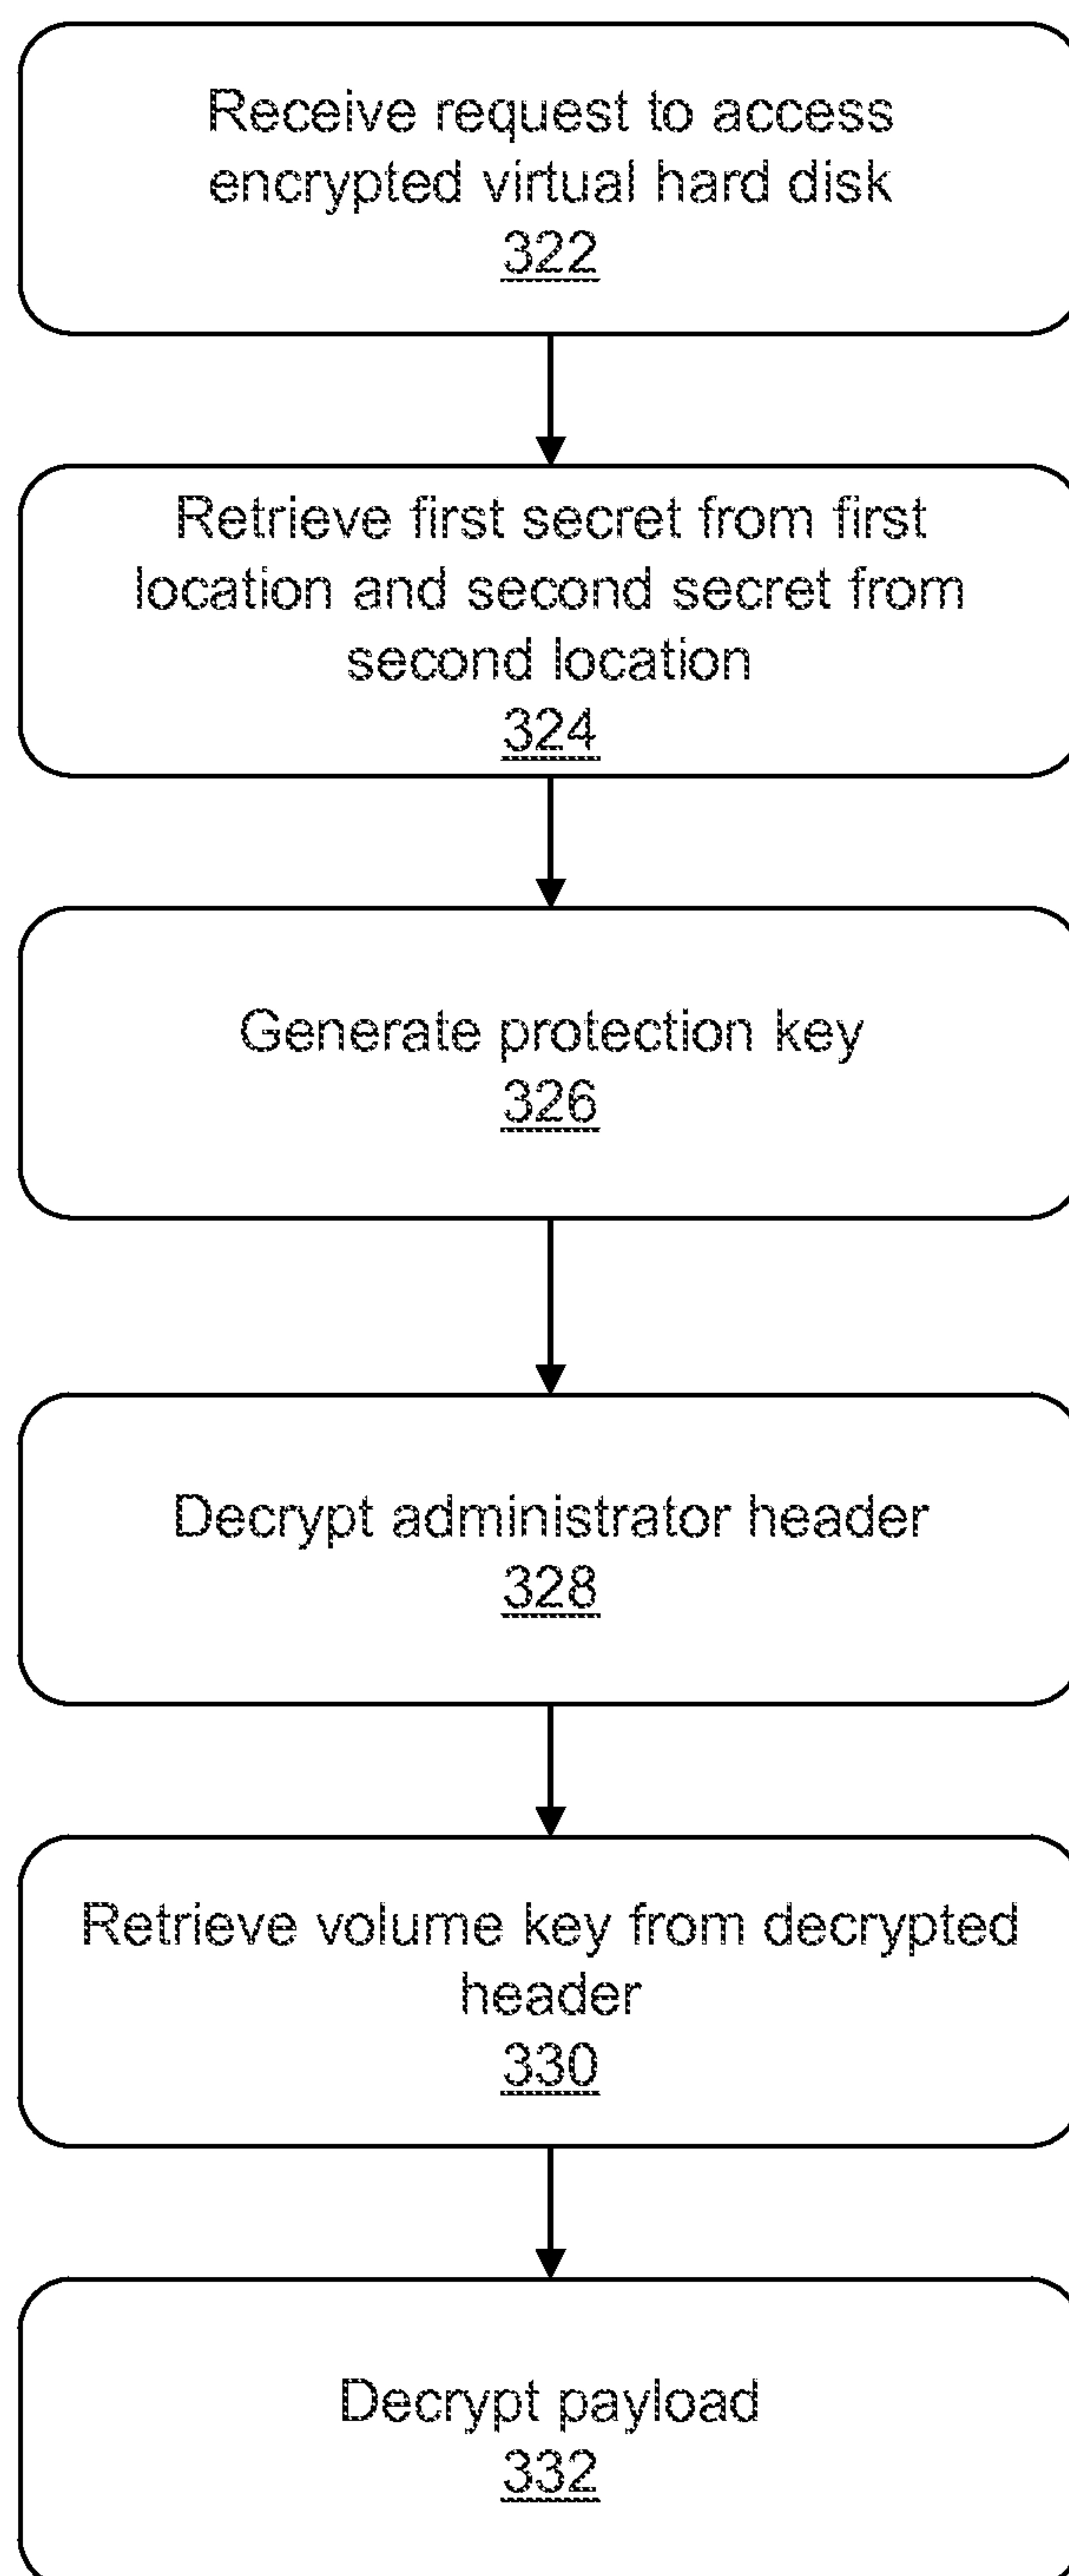 Receive request to access
encrypted virtual hard disk
322
Retrieve first secret from first
location and second secret from
second location
324
Generate protection key
326
Decrypt administrator header
328
Retrieve volume key from decrypted
header
330
Decrypt payload
332